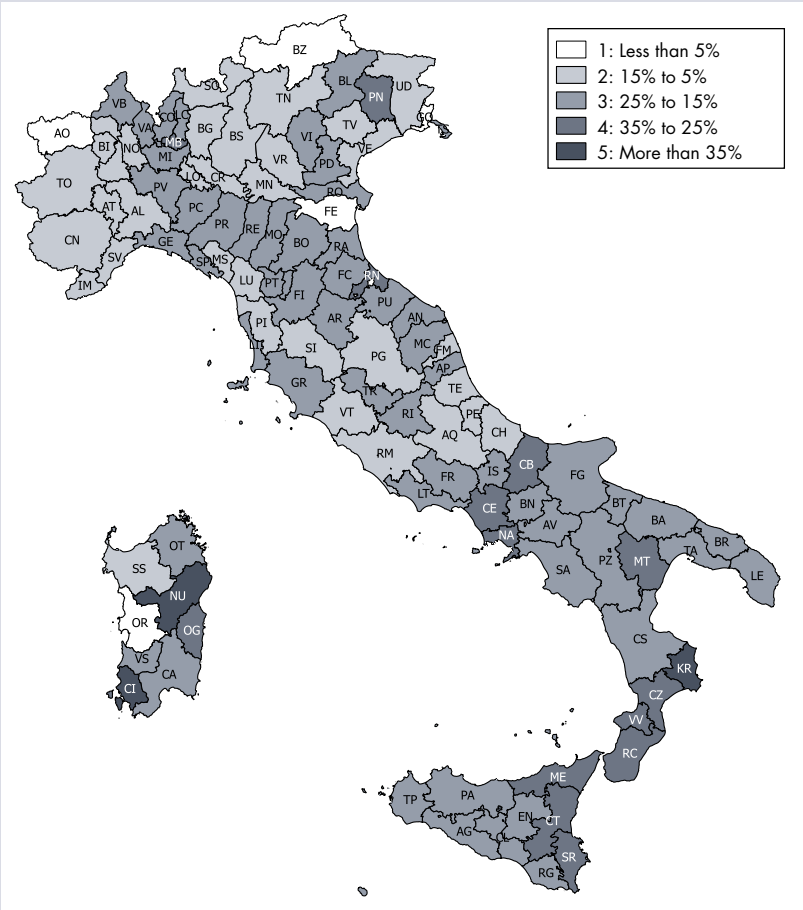 1: Less than 5%
2: 15% to 5%
3: 25% to 15%
4: 35% to 25%
5: More than 35%
BZ
BL
UD
SO
TN
PN
VB
LC
CO
GO
AO
VA
BG
BS
TV
VI
MB
BI
NO
MI
VE
VR
PD
TO
LO
CR
MN
PV
RO
AT
AL
PC
FE
PR
RE
MO
CN
GE
BO
RA
SV
SP
MS
FC
RN
IM
LU
PT
FI
PU
PI
AR
AN
LI
SI
PG
MC
FM
AP
GR
TR
TE
VT
RI
PE
AQ
CH
RM
CB
IS
FG
FR
LT
CE
BN
BT
BA
AV
NA
BR
TA
PZ
MT
SA
LE
OT
SS
NU
OR
OG
CS
VS
CA
KR
CI
CZ
VV
RC
ME
TP
PA
EN
CT
AG
SR
RG